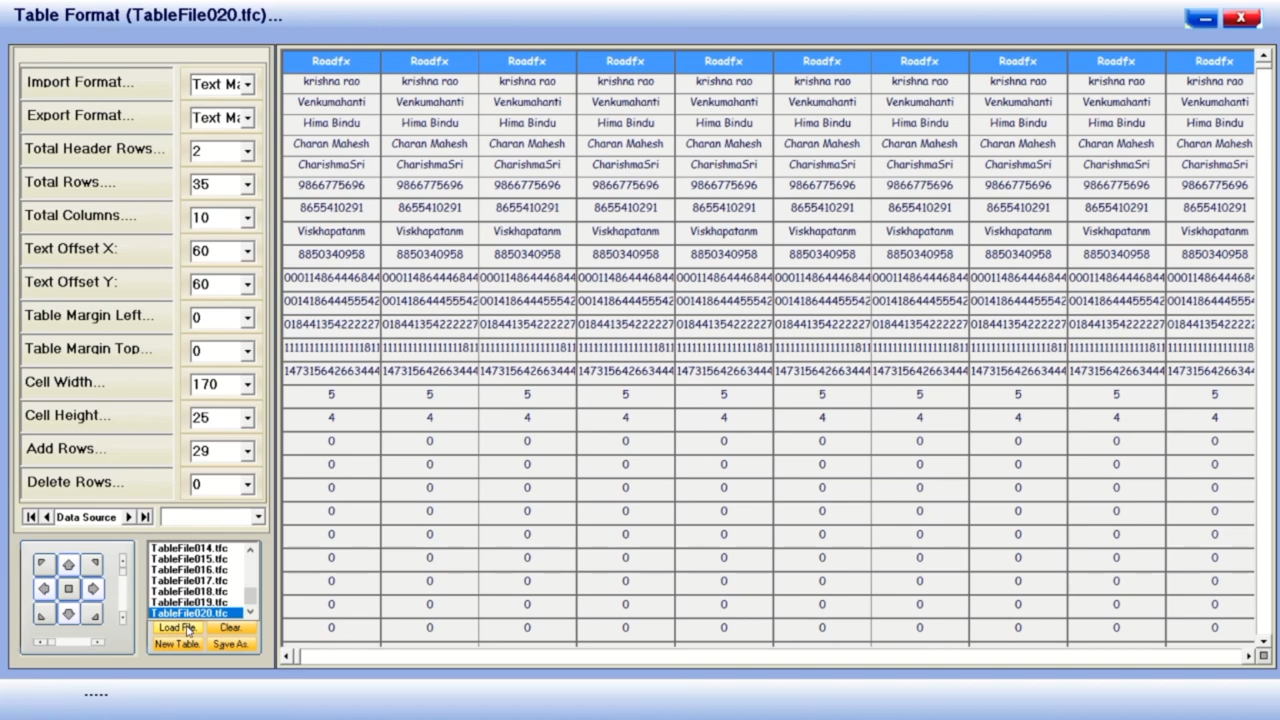 Table Format (TableFile020.tfc)...
X
Import Format... Text Ma
Export Format... Text Ma
Total Header Rows... 2
Total Rows.... 35
Total Columns.... 10
Text Offset X: 60
Text Offset Y: 60
Table Margin Left... 0
Table Margin Top... 0
Cell Width... 170
Cell Height... 25
Add Rows... 29
Delete Rows... 0
Data Source
TableFile014.tfc
TableFile015.tfc
TableFile016.tfc
TableFile017.tfc
TableFile018.tfc
TableFile019.tfc
TableFile020.tfc
Load File. Clear.
New Table. Save As.
Roadfx Roadfx Roadfx Roadfx Roadfx Roadfx Roadfx Roadfx Roadfx Roadfx
krishna rao krishna rao krishna rao krishna rao krishna rao krishna rao krishna rao krishna rao krishna rao krishna rao
Venkumahanti Venkumahanti Venkumahanti Venkumahanti Venkumahanti Venkumahanti Venkumahanti Venkumahanti Venkumahanti Venkumahanti
Hima Bindu Hima Bindu Hima Bindu Hima Bindu Hima Bindu Hima Bindu Hima Bindu Hima Bindu Hima Bindu Hima Bindu
Charan Mahesh Charan Mahesh Charan Mahesh Charan Mahesh Charan Mahesh Charan Mahesh Charan Mahesh Charan Mahesh Charan Mahesh Charan Mahesh
CharishmaSri CharishmaSri CharishmaSri CharishmaSri CharishmaSri CharishmaSri CharishmaSri CharishmaSri CharishmaSri CharishmaSri
9866775696 9866775696 9866775696 9866775696 9866775696 9866775696 9866775696 9866775696 9866775696 9866775696
8655410291 8655410291 8655410291 8655410291 8655410291 8655410291 8655410291 8655410291 8655410291 8655410291
Viskhapatanm Viskhapatanm Viskhapatanm Viskhapatanm Viskhapatanm Viskhapatanm Viskhapatanm Viskhapatanm Viskhapatanm Viskhapatanm
8850340958 8850340958 8850340958 8850340958 8850340958 8850340958 8850340958 8850340958 8850340958 8850340958
5 5 5 5 5 5 5 5 5 5
4 4 4 4 4 4 4 4 4 4
0 0 0 0 0 0 0 0 0 0
0 0 0 0 0 0 0 0 0 0
0 0 0 0 0 0 0 0 0 0
0 0 0 0 0 0 0 0 0 0
0 0 0 0 0 0 0 0 0 0
0 0 0 0 0 0 0 0 0 0
0 0 0 0 0 0 0 0 0 0
0 0 0 0 0 0 0 0 0 0
0 0 0 0 0 0 0 0 0 0
.....